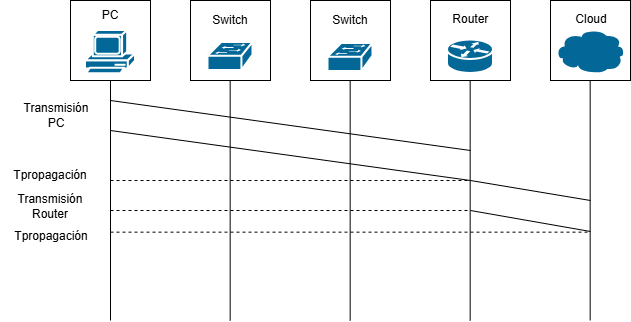 PC
Switch
Switch
Router
Cloud
Transmisión
PC
Tpropagación
Transmisión
Router
Tpropagación